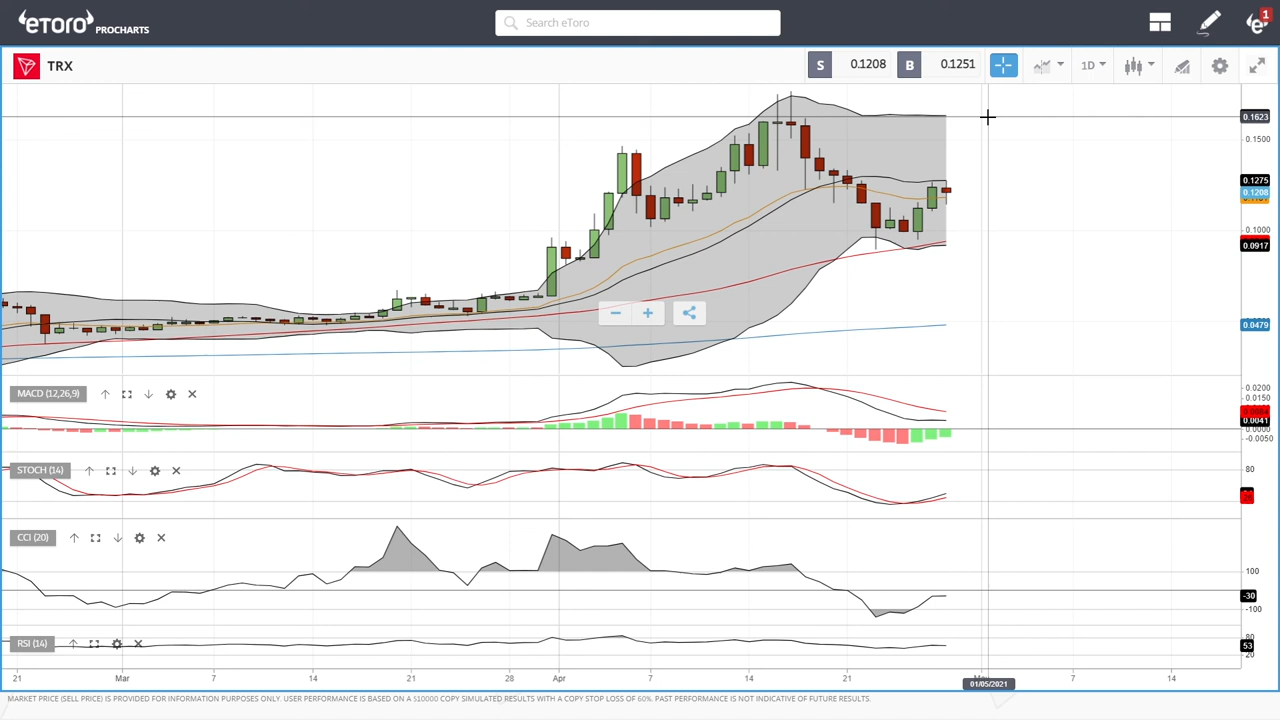 eToro PROCHARTS
Search eToro
1
TRX
S 0.1208 B 0.1251
1D
0.1623
0.1500
0.1275
0.1208
0.1000
0.0917
0.0479
MACD (12,26,9)
0.0200
0.0084
0.0041
0.0000
-0.0050
STOCH (14)
80
CCI (20)
100
-30
-100
RSI (14)
80
53
20
21 Mar 7 14 21 28 Apr 7 14 21 7 14
01/05/2021
MARKET PRICE (SELL PRICE) IS PROVIDED FOR INFORMATION PURPOSES ONLY. USER PERFORMANCE IS BASED ON A $10000 COPY SIMULATED RESULTS WITH A COPY STOP LOSS OF 60%. PAST PERFORMANCE IS NOT INDICATIVE OF FUTURE RESULTS.